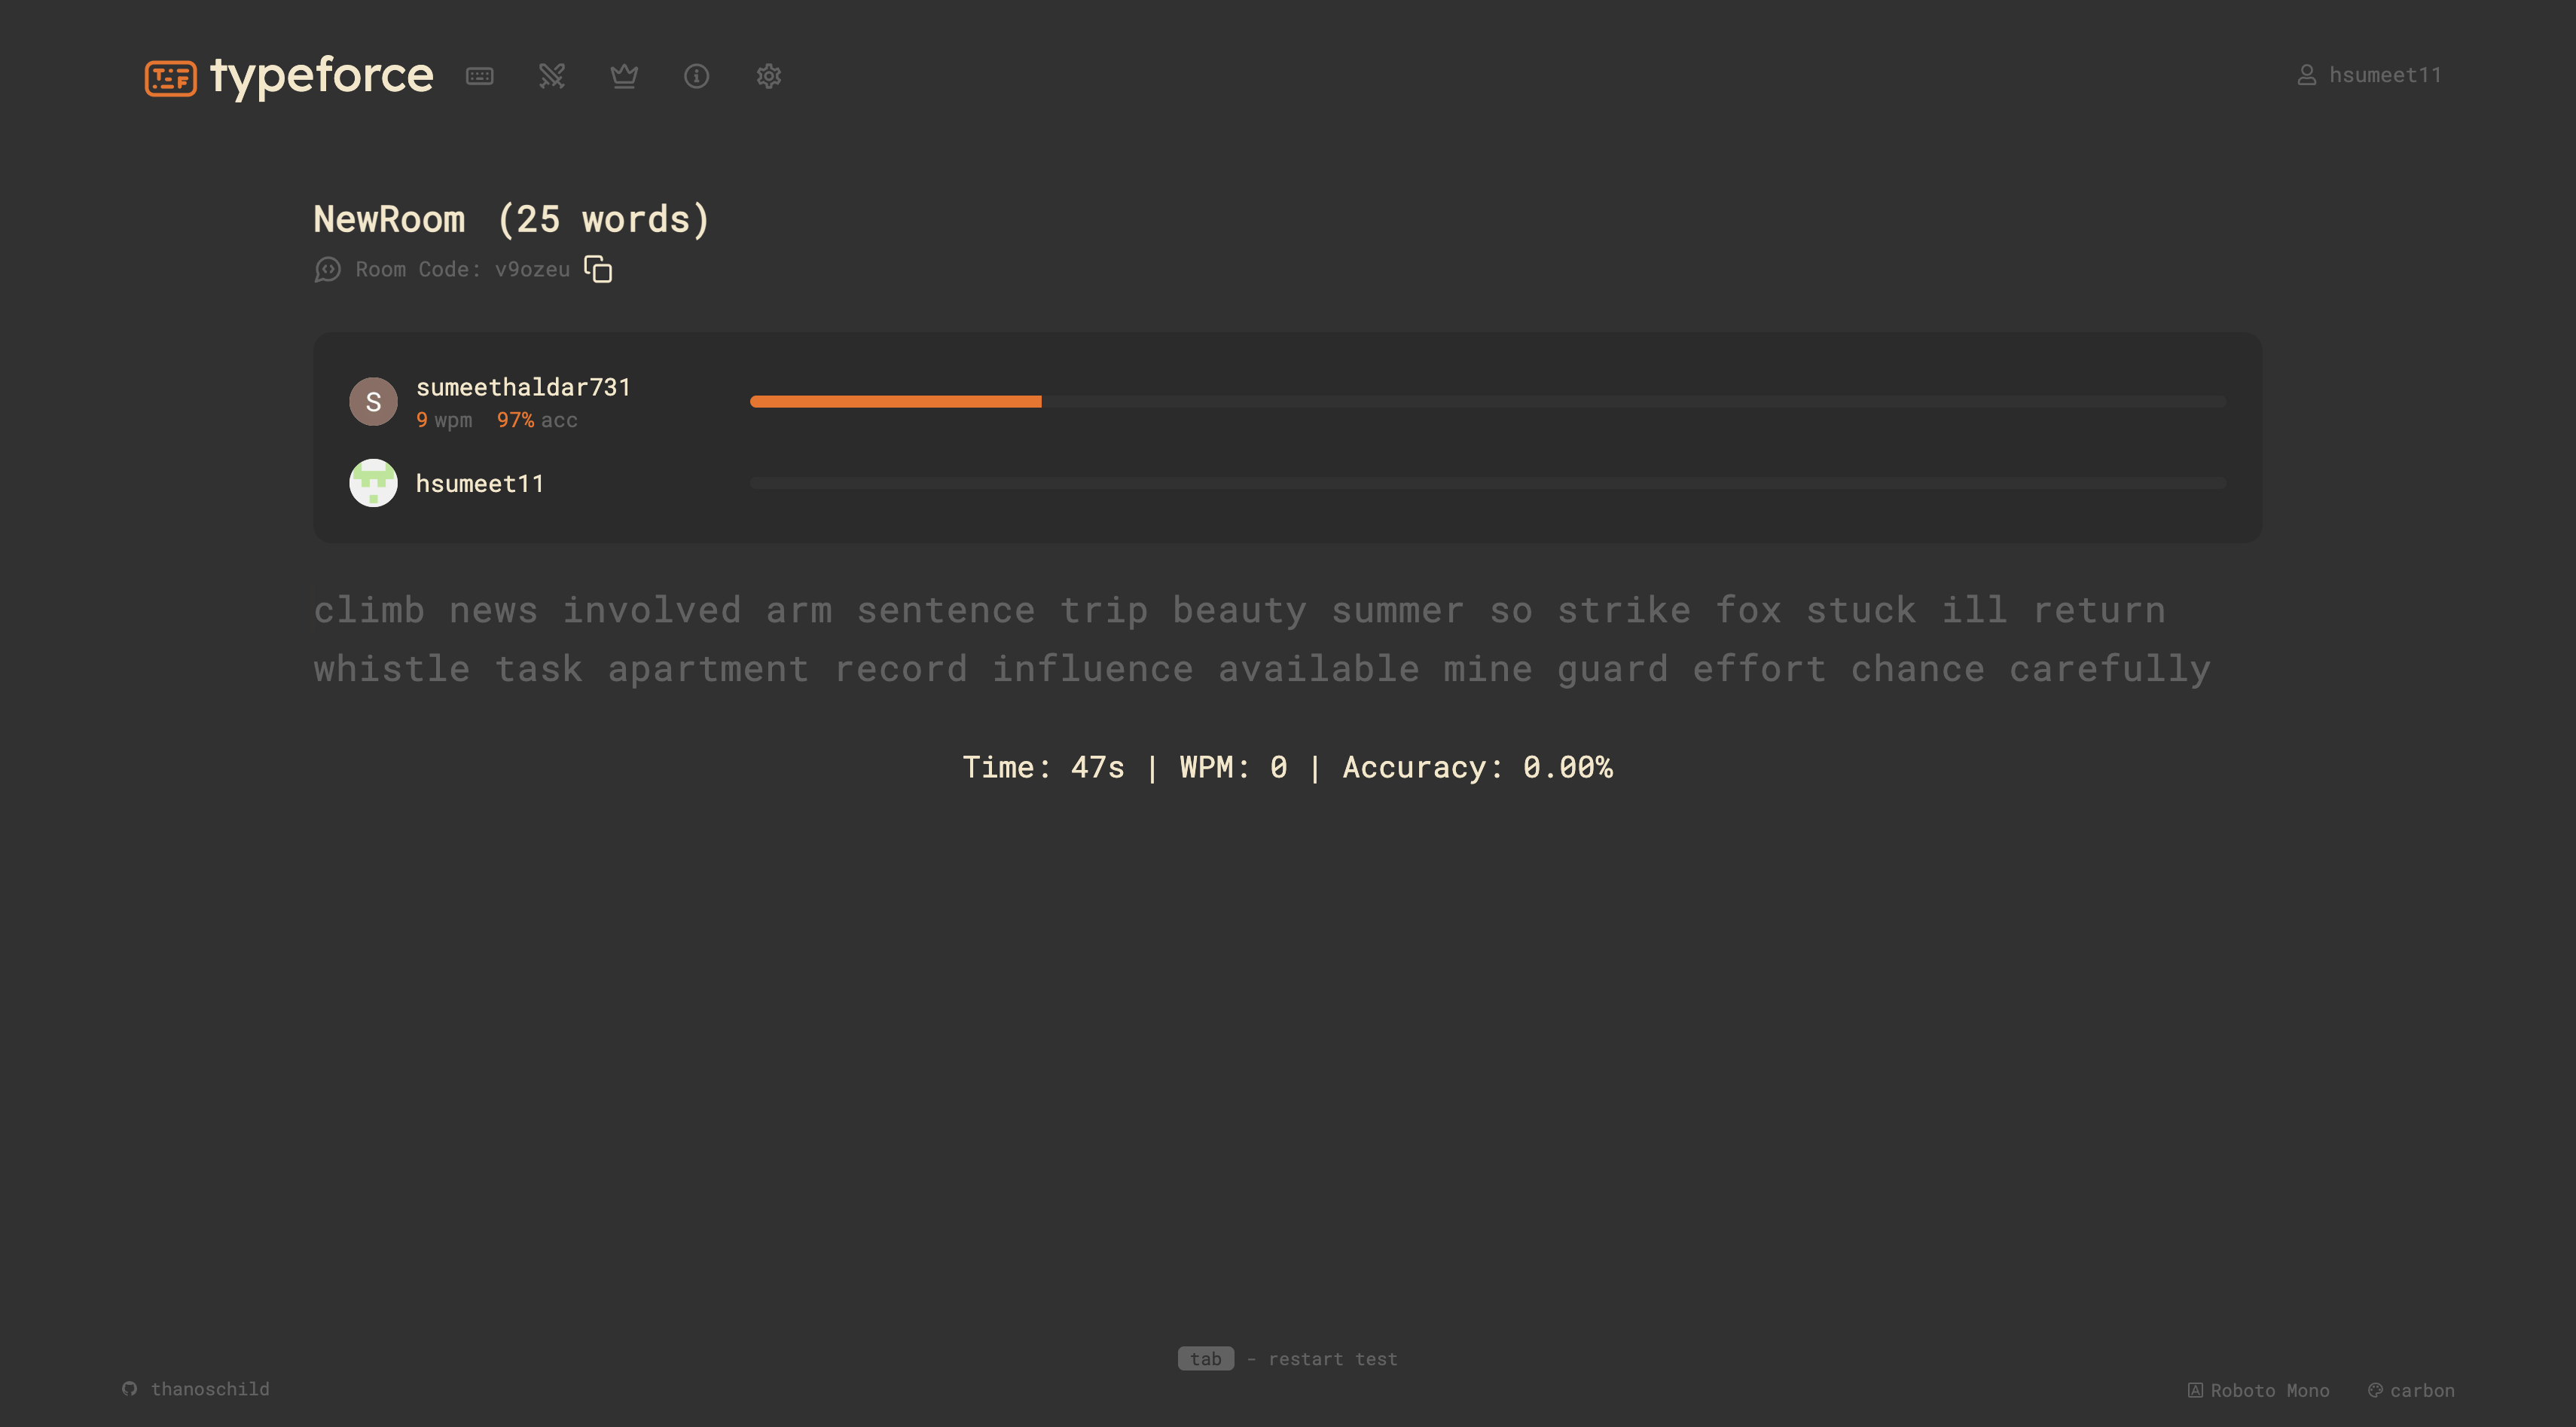 typeforce
hsumeet11
NewRoom (25 words)
Room Code: v9ozeu
S
sumeethaldar731
9 wpm 97% acc
hsumeet11
climb news involved arm sentence trip beauty summer so strike fox stuck ill return
whistle task apartment record influence available mine guard effort chance carefully
Time: 47s | WPM: 0 | Accuracy: 0.00%
tab - restart test
thanoschild
Roboto Mono carbon